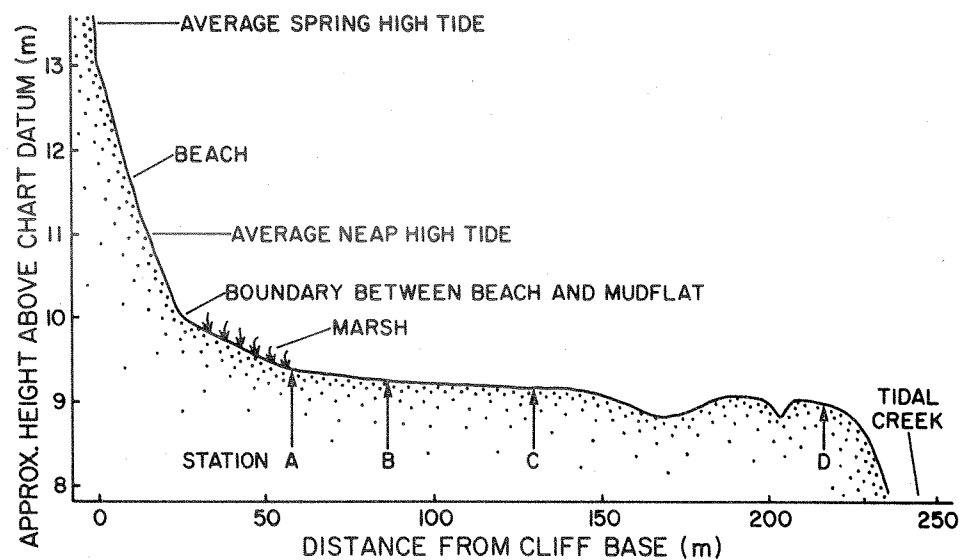 AVERAGE SPRING HIGH TIDE
13
BEACH
12
AVERAGE NEAP HIGH TIDE
11
BOUNDARY BETWEEN BEACH AND MUDFLAT
10
MARSH
9
TIDAL
CREEK
STATION A B C D
8
0 50 100 150 200 250
DISTANCE FROM CLIFF BASE (m)
APPROX. HEIGHT ABOVE CHART DATUM (m)